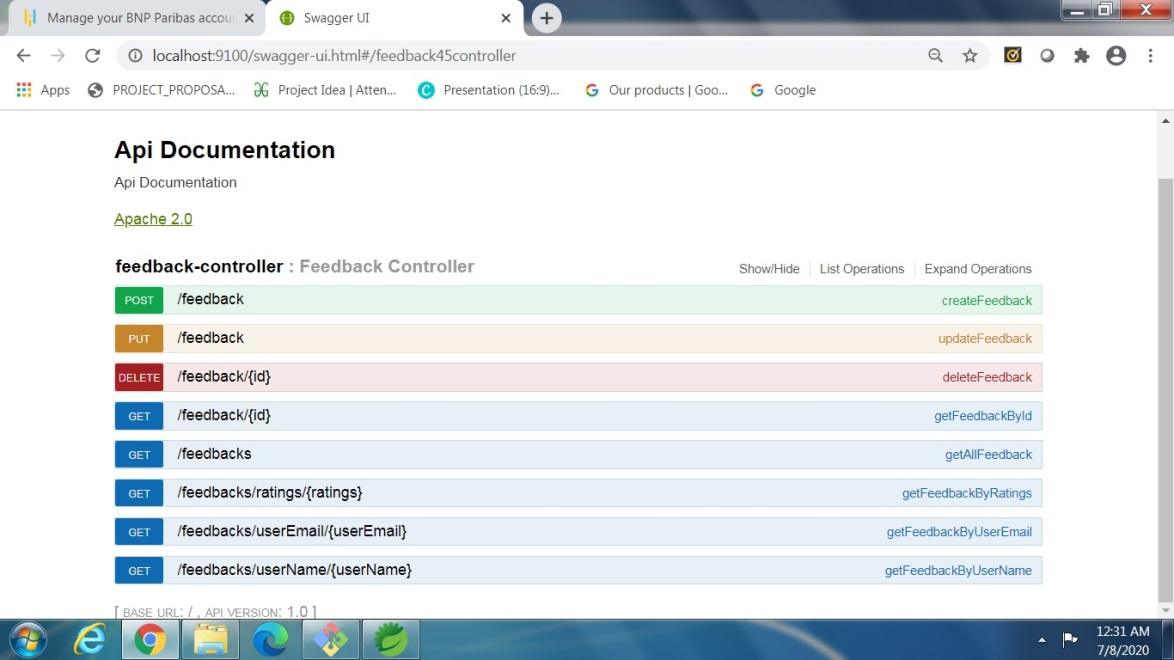 Manage your BNP Paribas accou
Swagger UI
localhost:9100/swagger-ui.html#/feedback45controller
Apps
PROJECT_PROPOSA...
Project Idea | Atten...
Presentation (16:9)...
Our products | Goo...
Google
Api Documentation
Api Documentation
Apache 2.0
feedback-controller : Feedback Controller
Show/Hide
List Operations
Expand Operations
POST /feedback createFeedback
PUT /feedback updateFeedback
DELETE /feedback/{id} deleteFeedback
GET /feedback/{id} getFeedbackById
GET /feedbacks getAllFeedback
GET /feedbacks/ratings/{ratings} getFeedbackByRatings
GET /feedbacks/userEmail/{userEmail} getFeedbackByUserEmail
GET /feedbacks/userName/{userName} getFeedbackByUserName
[ BASE URL: / , API VERSION: 1.0 ]
12:31 AM
7/8/2020